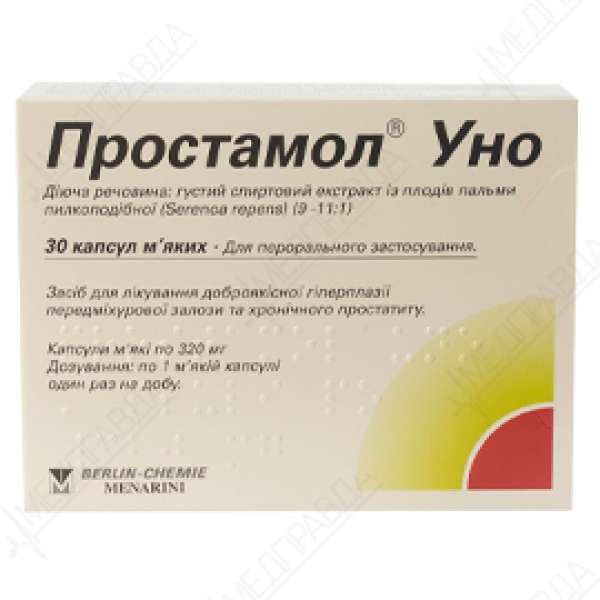 Простамол® Уно
Діюча речовина: густий спиртовий екстракт із плодів пальми
пилкоподібної (Serenoa repens) (9 -11:1)
30 капсул м'яких - Для перорального застосування.
Засіб для лікування доброякісної гіперплазії
передміхурової залози та хронічного простатиту.
Капсули м'які по 320 мг
Дозування: по 1 м'якій капсулі
один раз на добу.
BERLIN-CHEMIE
MENARINI
МЕДПРАВДА